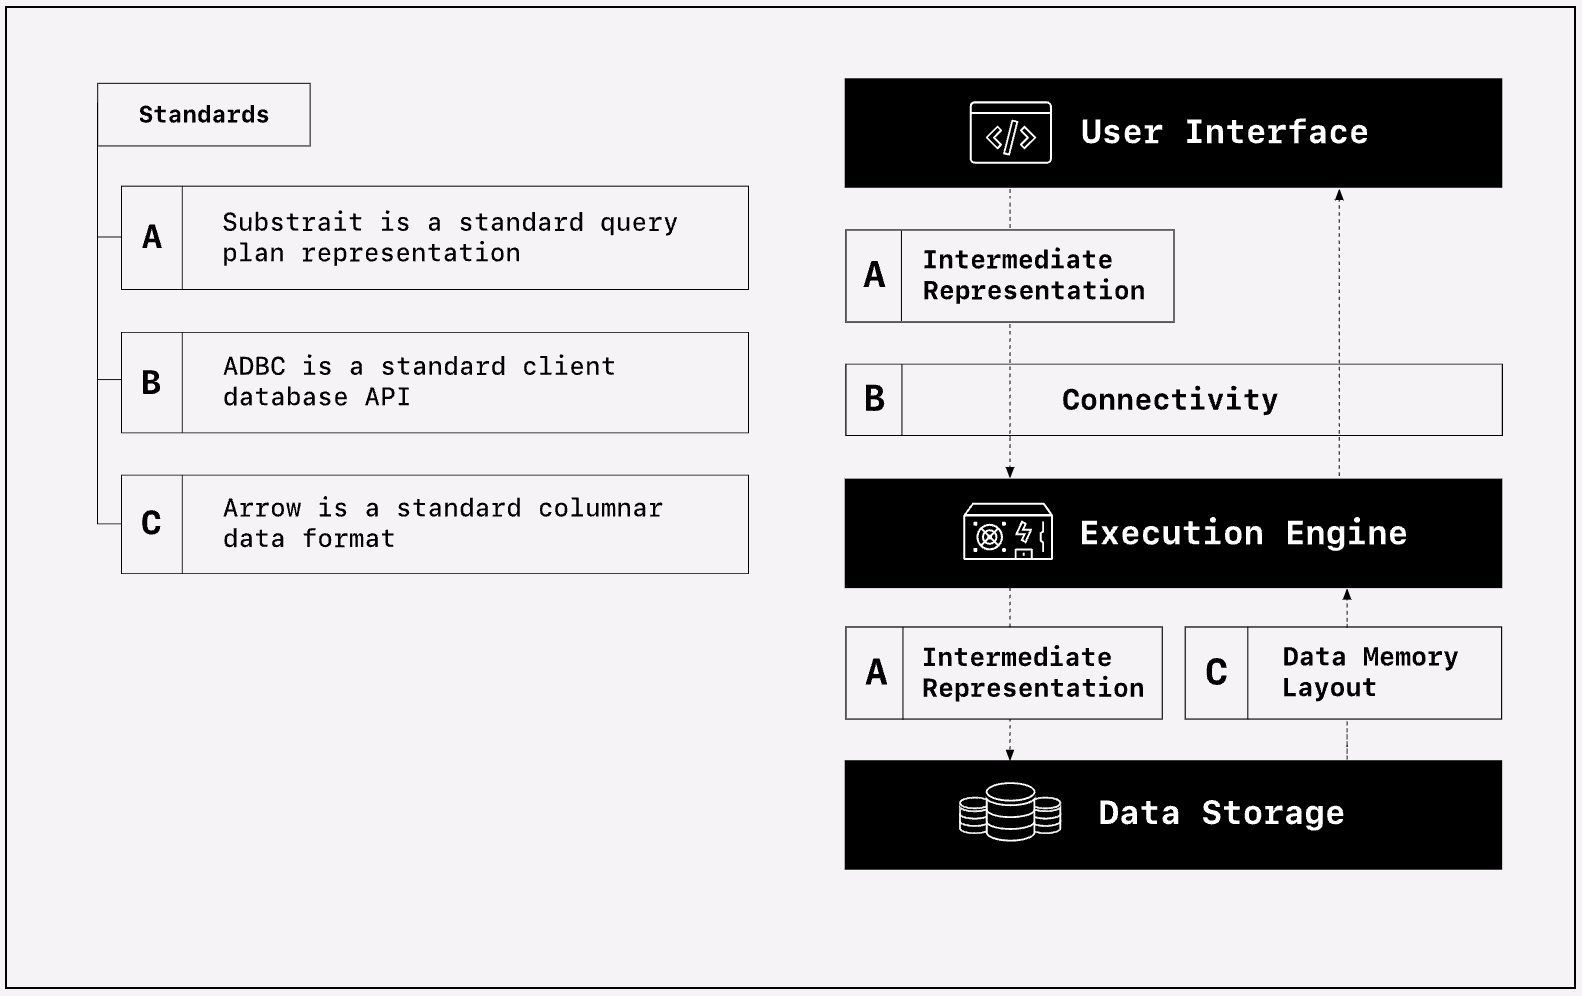 Standards
A
Substrait is a standard query
plan representation
B
ADBC is a standard client
database API
C
Arrow is a standard columnar
data format
</> User Interface
A
Intermediate
Representation
B
Connectivity
Execution Engine
A
Intermediate
Representation
C
Data Memory
Layout
Data Storage